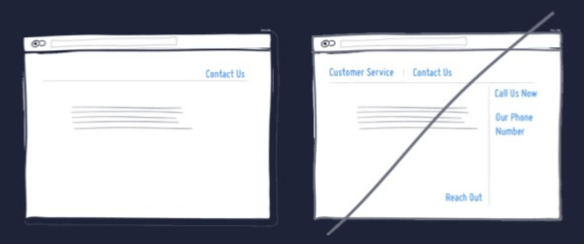 Contact Us
Customer Service
Contact Us
Call Us Now
Our Phone
Number
Reach Out